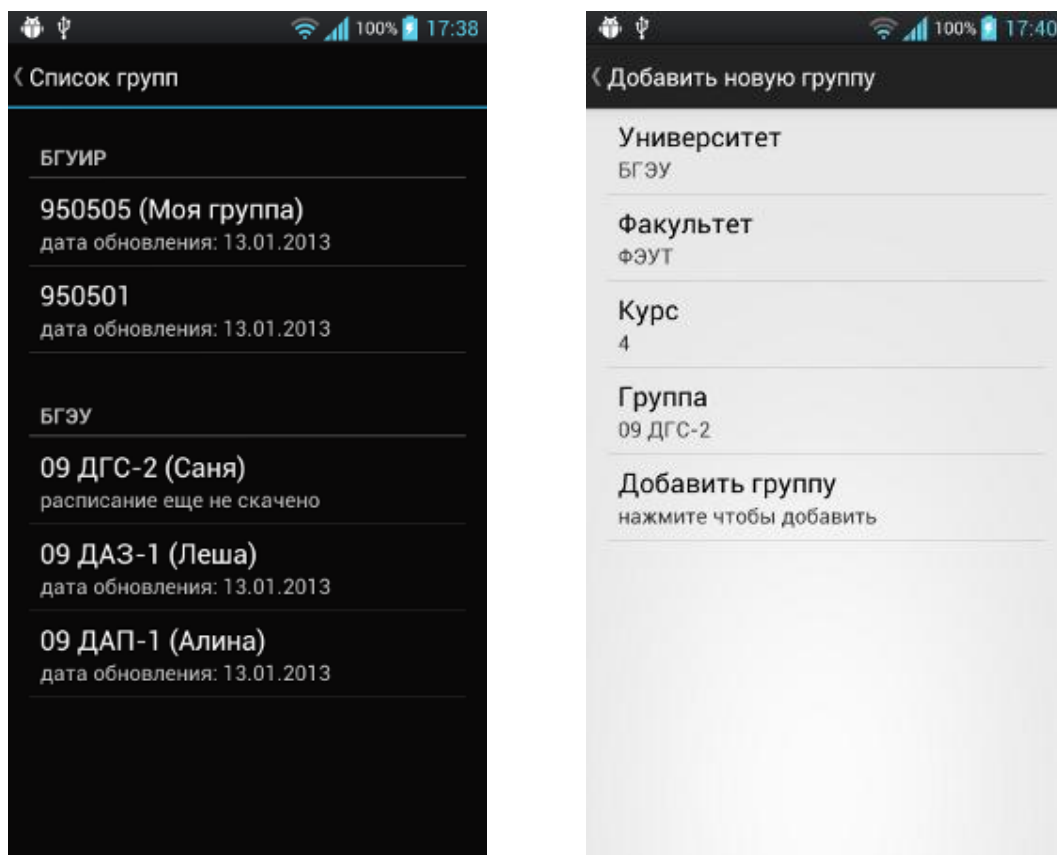 100% 17:38
Список групп
БГУИР
950505 (Моя группа)
дата обновления: 13.01.2013
950501
дата обновления: 13.01.2013
БГЭУ
09 ДГС-2 (Саня)
расписание еще не скачено
09 ДАЗ-1 (Леша)
дата обновления: 13.01.2013
09 ДАП-1 (Алина)
дата обновления: 13.01.2013
100% 17:40
Добавить новую группу
Университет
БГЭУ
Факультет
ФЭУТ
Курс
4
Группа
09 ДГС-2
Добавить группу
нажмите чтобы добавить